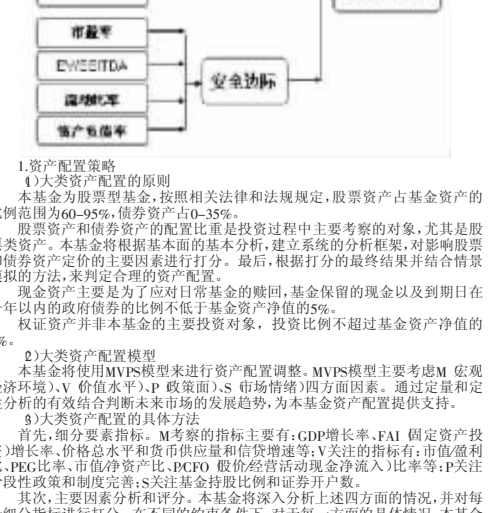 市盈率
EV/EBITDA
流动比率
资产负债率
安全边际
1.资产配置策略
(1)大类资产配置的原则
本基金为股票型基金,按照相关法律和法规规定,股票资产占基金资产的
比例范围为60-95%,债券资产占0-35%。
股票资产和债券资产的配置比重是投资过程中主要考察的对象,尤其是股
票类资产。本基金将根据基本面的基本分析,建立系统的分析框架,对影响股票
和债券资产定价的主要因素进行打分。最后,根据打分的最终结果并结合情景
模拟的方法,来判定合理的资产配置。
现金资产主要是为了应对日常基金的赎回,基金保留的现金以及到期日在
一年以内的政府债券的比例不低于基金资产净值的5%。
权证资产并非本基金的主要投资对象，投资比例不超过基金资产净值的
%。
(2)大类资产配置模型
本基金将使用MVPS模型来进行资产配置调整。MVPS模型主要考虑M(宏观
经济环境)、V(价值水平)、P(政策面)、S(市场情绪)四方面因素。通过定量和定
性分析的有效结合判断未来市场的发展趋势,为本基金资产配置提供支持。
(3)大类资产配置的具体方法
首先,细分要素指标。M考察的指标主要有:GDP增长率、FAI(固定资产投
资)增长率、价格总水平和货币供应量和信贷增速等;V关注的指标有:市值/盈利
比、PEG比率、市值/净资产比、P/CFO(股价/经营活动现金净流入)比率等;P关注
阶段性政策和制度完善;S关注基金持股比例和证券开户数。
其次,主要因素分析和评分。本基金将深入分析上述四方面的情况,并对每